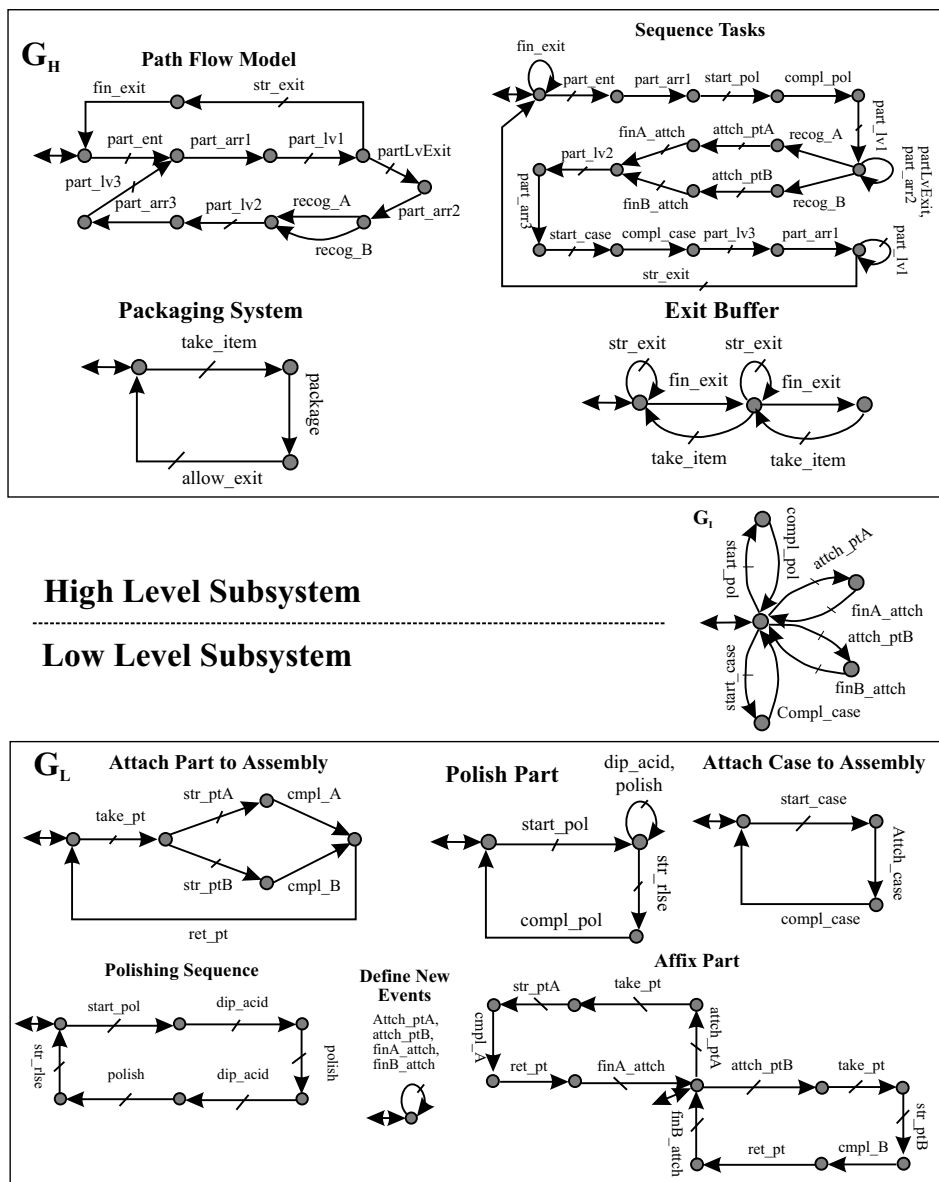 G_H
Path Flow Model
fin_exit
str_exit
part_ent
part_arr1
part_lv1
partLvExit
part_lv3
part_arr3
part_lv2
recog_A
recog_B
part_arr2
Sequence Tasks
fin_exit
part_ent
part_arr1
start_pol
compl_pol
part_lv1
partLvExit,
part_arr2
recog_A
attch_ptA
finA_attch
part_lv2
finB_attch
attch_ptB
recog_B
part_arr3
start_case
compl_case
part_lv3
part_arr1
part_lv1
str_exit
Packaging System
take_item
package
allow_exit
Exit Buffer
str_exit
str_exit
fin_exit
fin_exit
take_item
take_item
High Level Subsystem
Low Level Subsystem
G_I
start_pol
compl_pol
attch_ptA
finA_attch
attch_ptB
finB_attch
start_case
Compl_case
G_L
Attach Part to Assembly
take_pt
str_ptA
cmpl_A
str_ptB
cmpl_B
ret_pt
Polish Part
dip_acid,
polish
start_pol
str_rlse
compl_pol
Attach Case to Assembly
start_case
Attch_case
compl_case
Polishing Sequence
start_pol
dip_acid
polish
dip_acid
polish
str_rlse
Define New
Events
Attch_ptA,
attch_ptB,
finA_attch,
finB_attch
Affix Part
str_ptA
take_pt
cmpl_A
attch_ptA
ret_pt
finA_attch
attch_ptB
take_pt
str_ptB
cmpl_B
ret_pt
finB_attch